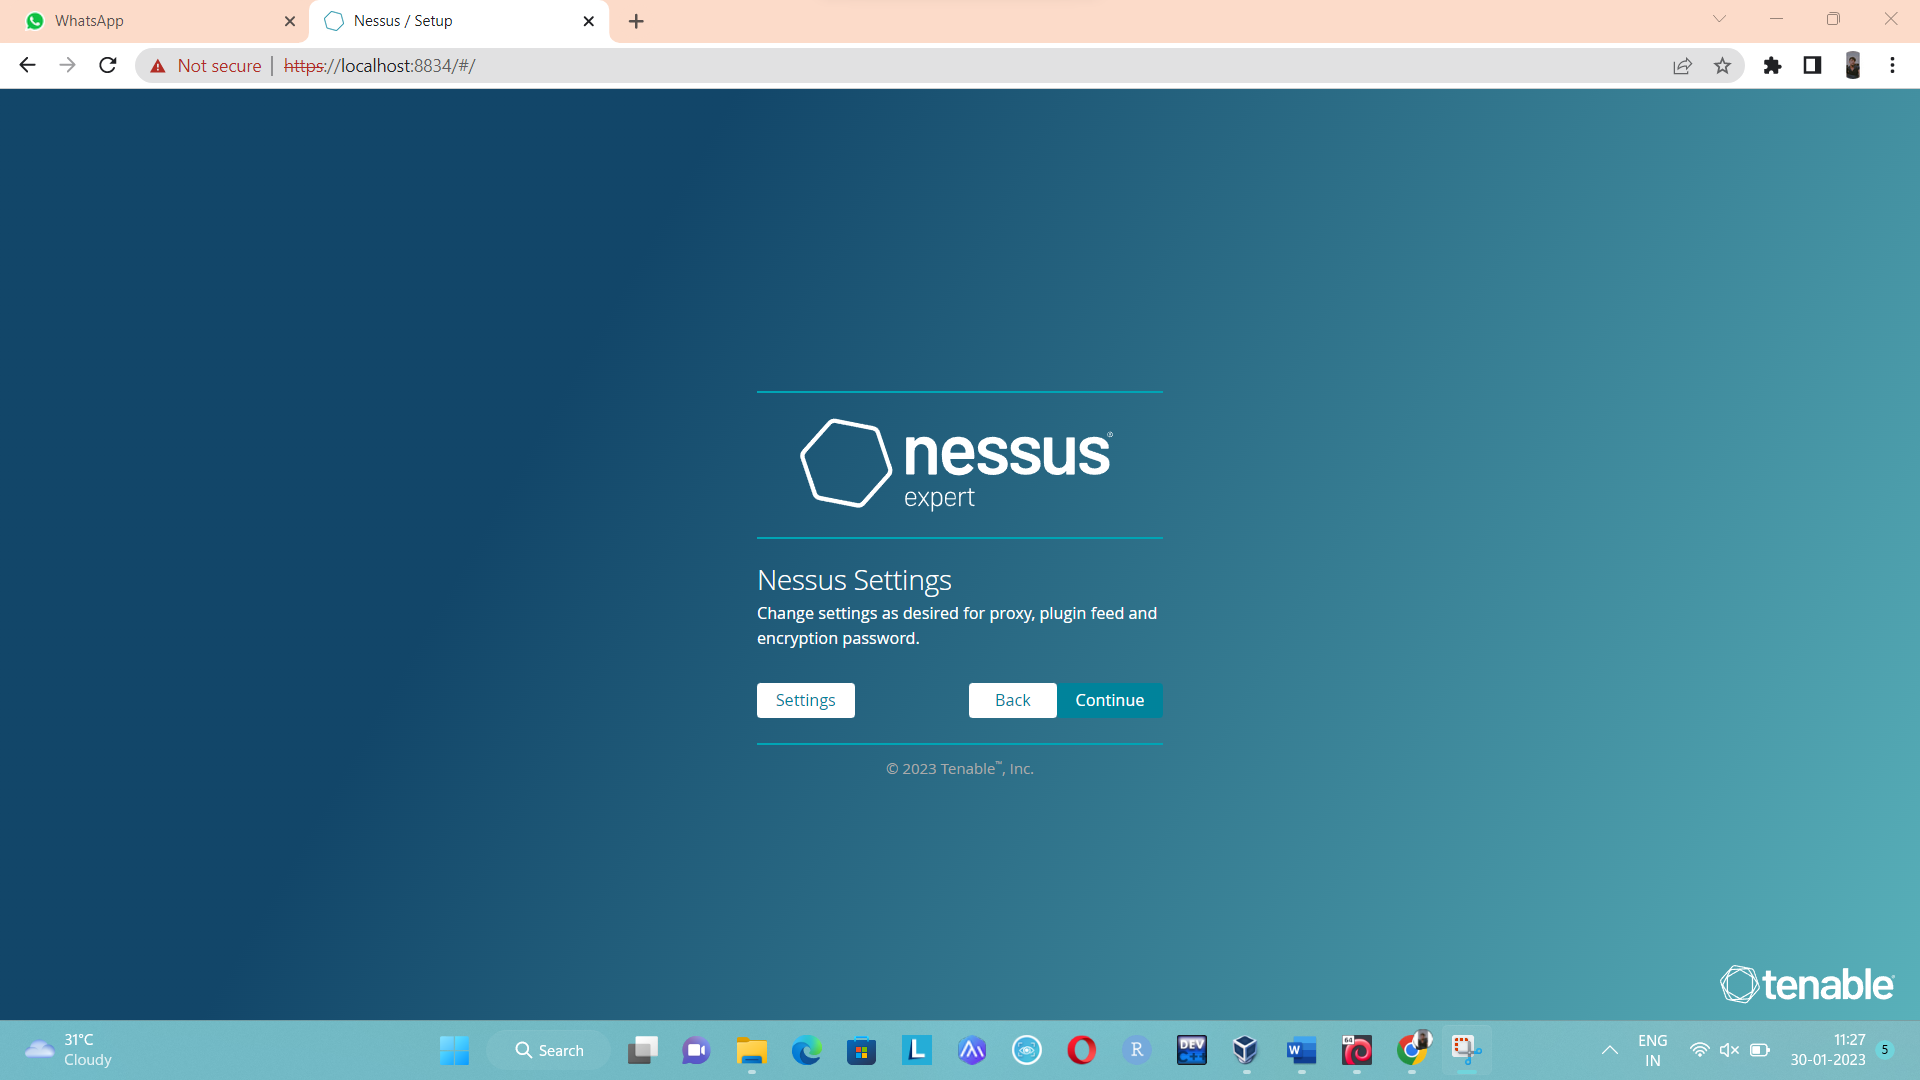 WhatsApp
Nessus / Setup
Not secure
https://localhost:8834/#/
nessus®
expert
Nessus Settings
Change settings as desired for proxy, plugin feed and
encryption password.
Settings
Back
Continue
© 2023 Tenable™, Inc.
tenable
31°C
Cloudy
Search
L
R
DEV
C++
W
64
ENG
IN
11:27
30-01-2023
5